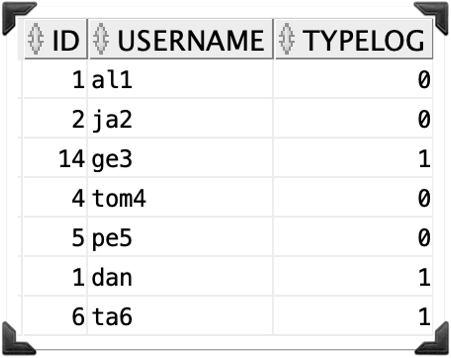 ID USERNAME TYPELOG
1 al1 0
2 ja2 0
14 ge3 1
4 tom4 0
5 pe5 0
1 dan 1
6 ta6 1